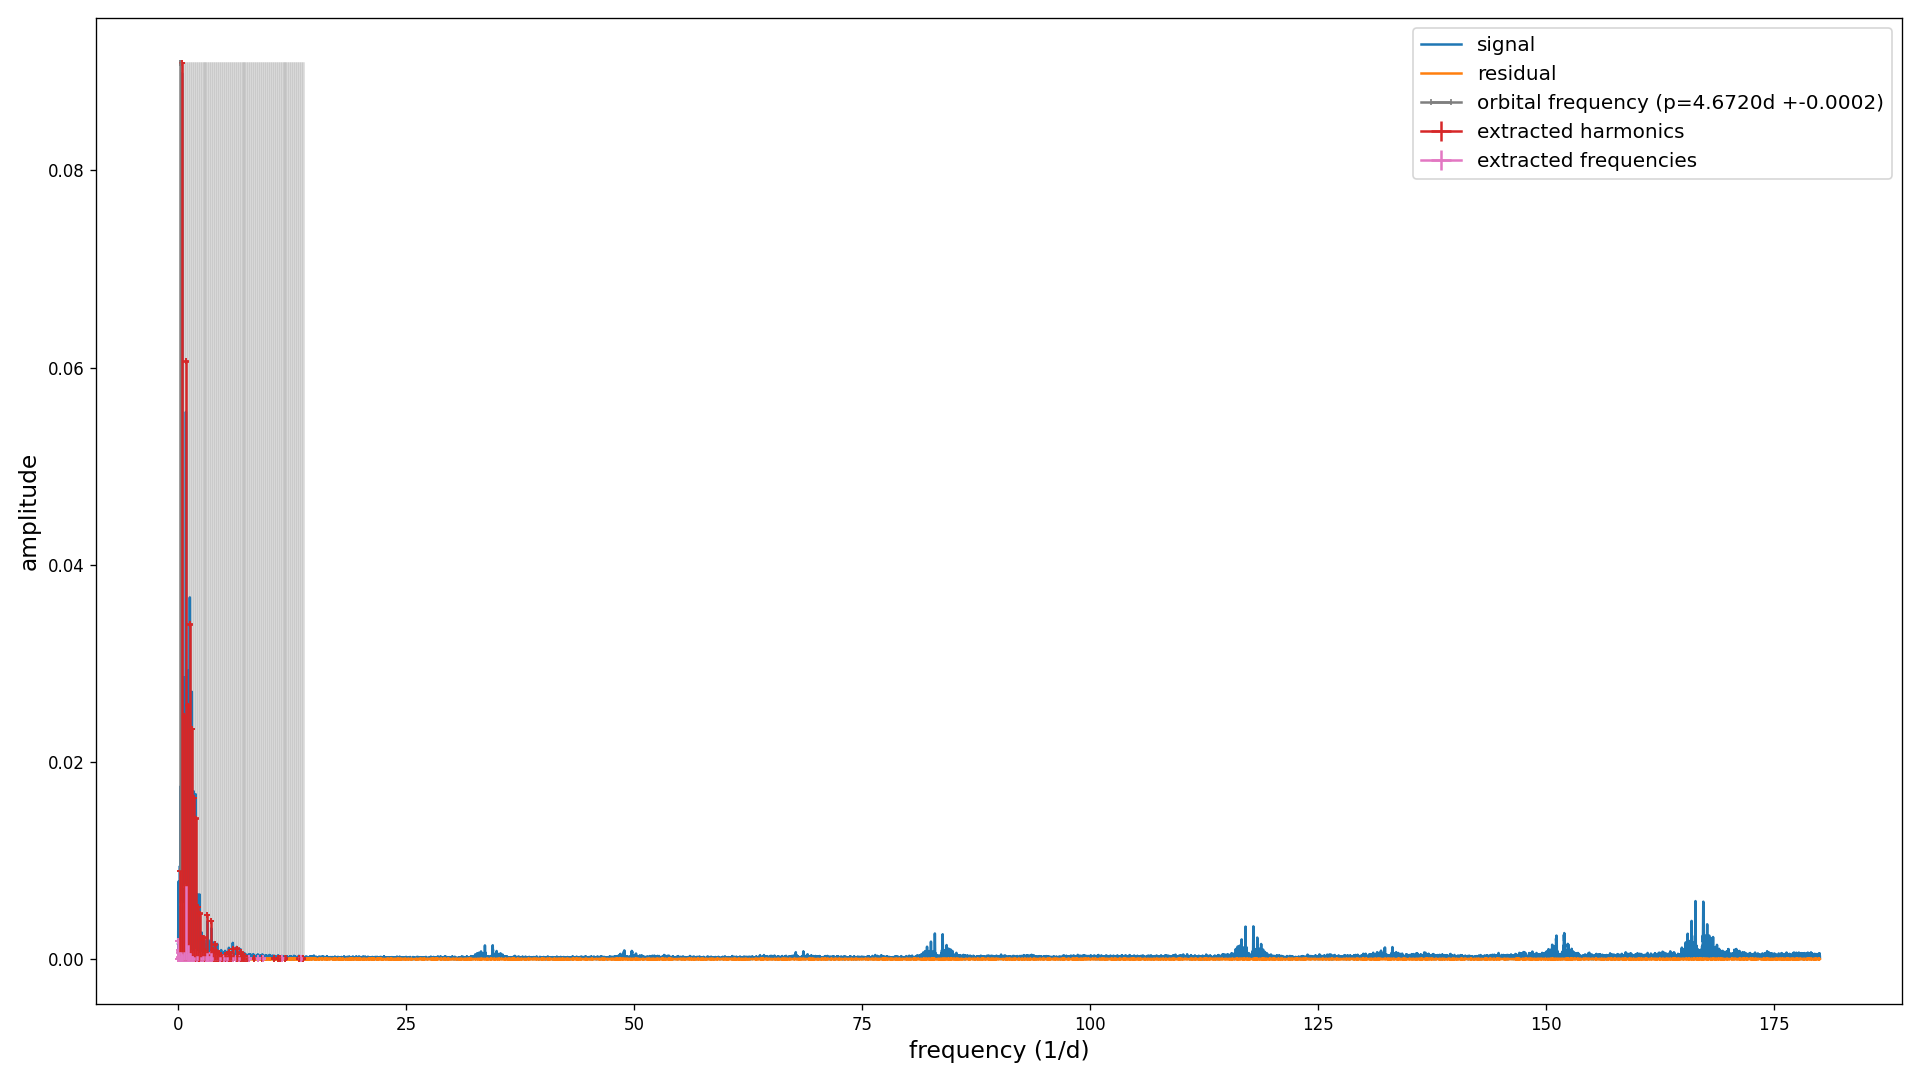 signal
residual
orbital frequency (p=4.6720d +-0.0002)
extracted harmonics
extracted frequencies
0.08
0.06
0.04
0.02
0.00
amplitude
0 25 50 75 100 125 150 175
frequency (1/d)